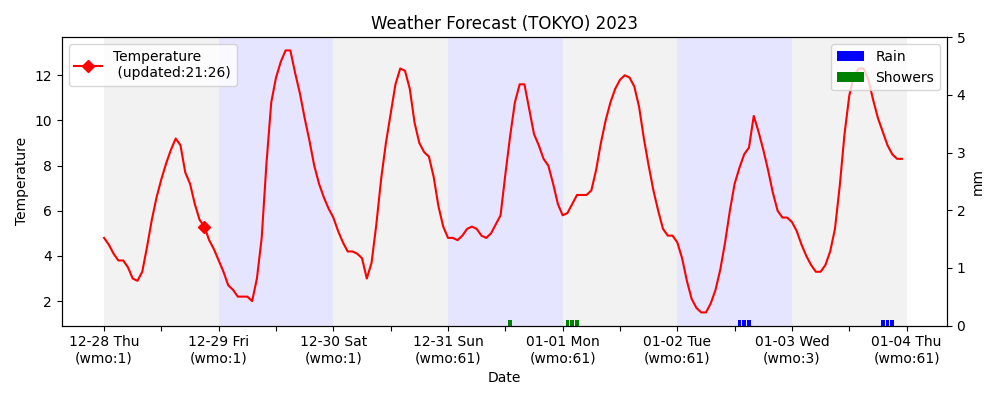 Weather Forecast (TOKYO) 2023
Temperature
(updated:21:26)
Rain
Showers
Temperature
12
10
8
6
4
2
5
4
3
2
1
0
mm
12-28 Thu
(wmo:1)
12-29 Fri
(wmo:1)
12-30 Sat
(wmo:1)
12-31 Sun
(wmo:61)
01-01 Mon
(wmo:61)
01-02 Tue
(wmo:61)
01-03 Wed
(wmo:3)
01-04 Thu
(wmo:61)
Date